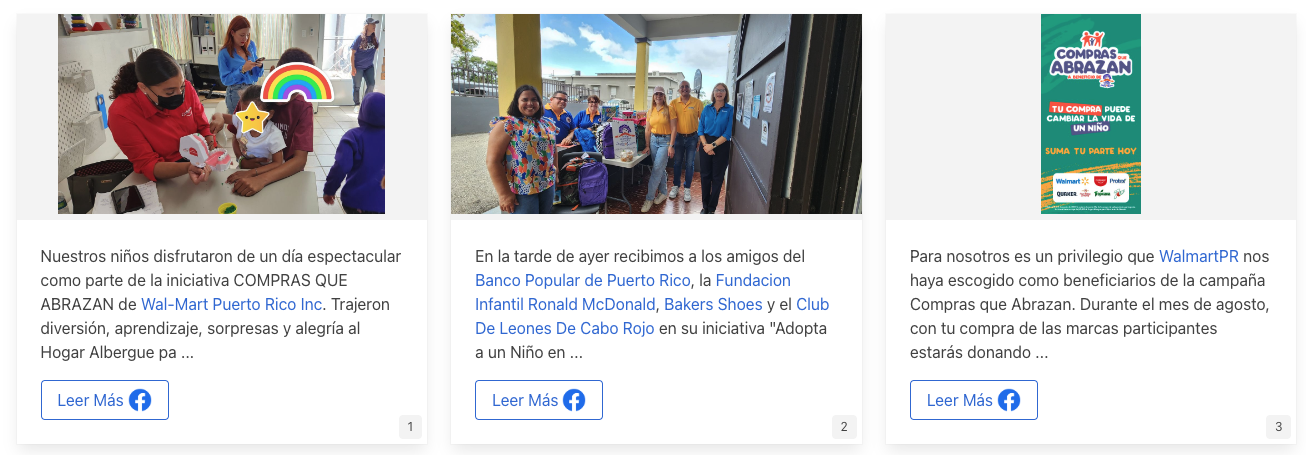 Nuestros niños disfrutaron de un día espectacular
como parte de la iniciativa COMPRAS QUE
ABRAZAN de Wal-Mart Puerto Rico Inc. Trajeron
diversión, aprendizaje, sorpresas y alegría al
Hogar Albergue pa ...
Leer Más
1
En la tarde de ayer recibimos a los amigos del
Banco Popular de Puerto Rico, la Fundacion
Infantil Ronald McDonald, Bakers Shoes y el Club
De Leones De Cabo Rojo en su iniciativa "Adopta
a un Niño en ...
Leer Más
2
COMPRAS QUE
ABRAZAN
A BENEFICIO DE
TU COMPRA PUEDE
CAMBIAR LA VIDA DE
UN NIÑO
SUMA TU PARTE HOY
Walmart
Protex
QUAKER
Para nosotros es un privilegio que WalmartPR nos
haya escogido como beneficiarios de la campaña
Compras que Abrazan. Durante el mes de agosto,
con tu compra de las marcas participantes
estarás donando ...
Leer Más
3